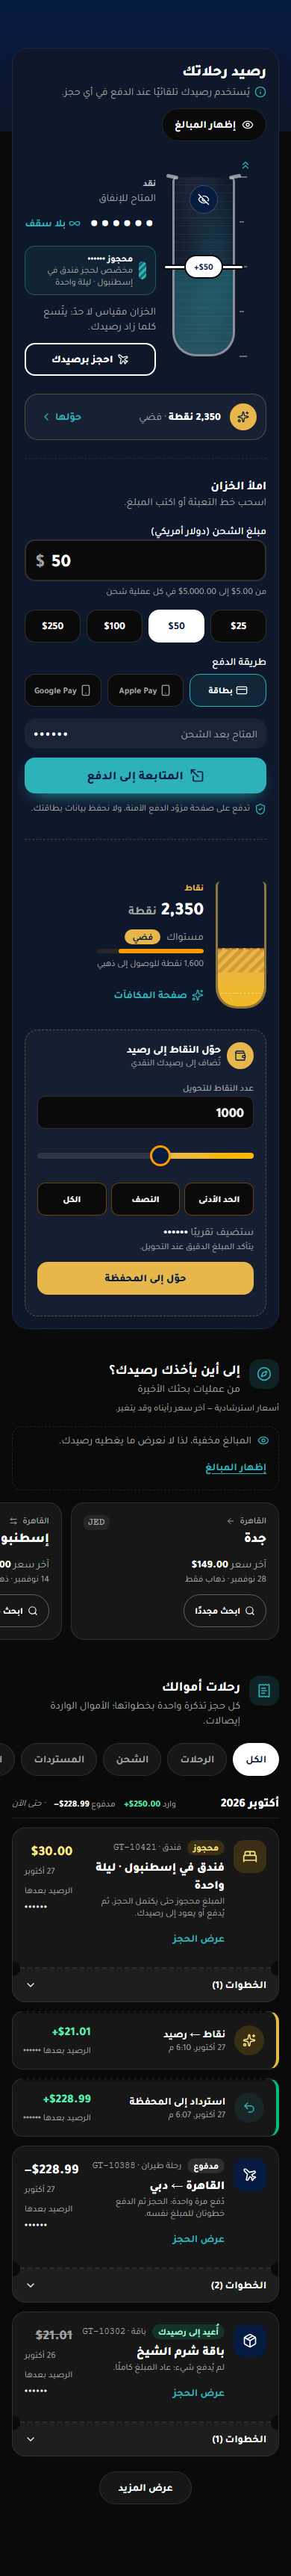 رصيد رحلاتك
يُستخدم رصيدك تلقائيًا عند الدفع في أي حجز.
إظهار المبالغ
نقد
المتاح للإنفاق
•••••• بلا سقف
محجوز ••••••
مخصّص لحجز فندق في
إسطنبول · ليلة واحدة
+$50
الخزان مقياس لا حدّ: يتّسع
كلما زاد رصيدك.
احجز برصيدك
2,350 نقطة · فضي
حوّلها
املأ الخزان
اسحب خط التعبئة أو اكتب المبلغ.
مبلغ الشحن (دولار أمريكي)
$ 50
من $5.00 إلى $5,000.00 في كل عملية شحن
$25
$50
$100
$250
طريقة الدفع
بطاقة
Apple Pay
Google Pay
المتاح بعد الشحن
••••••
المتابعة إلى الدفع
تدفع على صفحة مزوّد الدفع الآمنة، ولا نحفظ بيانات بطاقتك.
نقاط
2,350 نقطة
مستواك فضي
1,600 نقطة للوصول إلى ذهبي
صفحة المكافآت
حوّل النقاط إلى رصيد
تُضاف إلى رصيدك النقدي
عدد النقاط للتحويل
1000
الحد الأدنى
النصف
الكل
ستضيف تقريبًا ••••••
يتأكد المبلغ الدقيق عند التحويل.
حوّل إلى المحفظة
إلى أين يأخذك رصيدك؟
من عمليات بحثك الأخيرة
أسعار استرشادية — آخر سعر رأيناه وقد يتغير.
المبالغ مخفية، لذا لا نعرض ما يغطيه رصيدك.
إظهار المبالغ
القاهرة
JED
جدة
آخر سعر $149.00
28 نوفمبر · ذهاب فقط
ابحث مجددًا
القاهرة
14 نوفمبر
رحلات أموالك
كل حجز تذكرة واحدة بخطواتها؛ الأموال الواردة
إيصالات.
الكل
الرحلات
الشحن
المستردات
أكتوبر 2026
وارد +$250.00 مدفوع −$228.99 · حتى الآن
محجوز فندق · GT-10421
$30.00
فندق في إسطنبول · ليلة
واحدة
27 أكتوبر
المبلغ محجوز حتى يكتمل الحجز، ثم
يُدفع أو يعود إلى رصيدك.
الرصيد بعدها
••••••
عرض الحجز
الخطوات (1)
نقاط ← رصيد
27 أكتوبر، 6:10 م
+$21.01
الرصيد بعدها ••••••
استرداد إلى المحفظة
27 أكتوبر، 6:07 م
+$228.99
الرصيد بعدها ••••••
مدفوع رحلة طيران · GT-10388
−$228.99
القاهرة ← دبي
27 أكتوبر
دُفع مرة واحدة: الحجز ثم الدفع
خطوتان للمبلغ نفسه.
الرصيد بعدها
••••••
عرض الحجز
الخطوات (2)
أُعيد إلى رصيدك باقة · GT-10302
$21.01
باقة شرم الشيخ
26 أكتوبر
لم يُدفع شيء؛ عاد المبلغ كاملًا.
الرصيد بعدها
••••••
عرض الحجز
الخطوات (1)
عرض المزيد